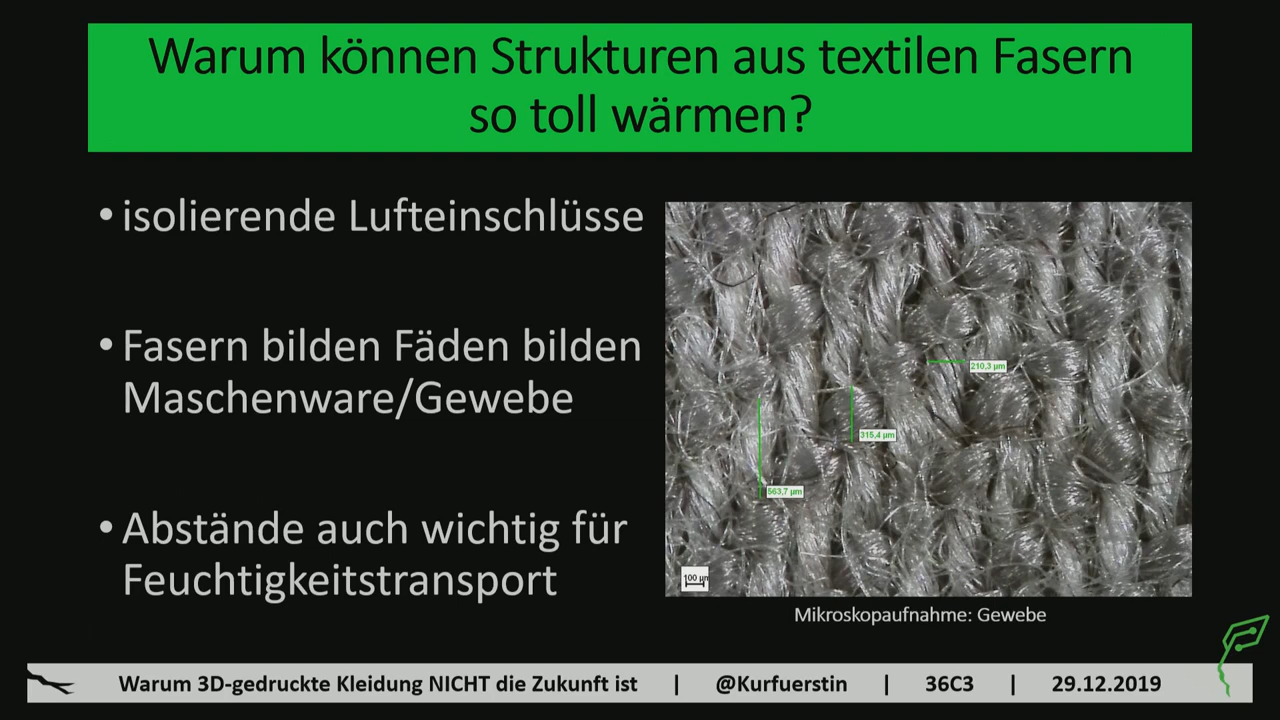 Warum können Strukturen aus textilen Fasern
so toll wärmen?
• isolierende Lufteinschlüsse
• Fasern bilden Fäden bilden
Maschenware/Gewebe
• Abstände auch wichtig für
Feuchtigkeitstransport
210,3 µm
315,4 µm
563,7 µm
100 µm
Mikroskopaufnahme: Gewebe
Warum 3D-gedruckte Kleidung NICHT die Zukunft ist | @Kurfuerstin | 36C3 | 29.12.2019